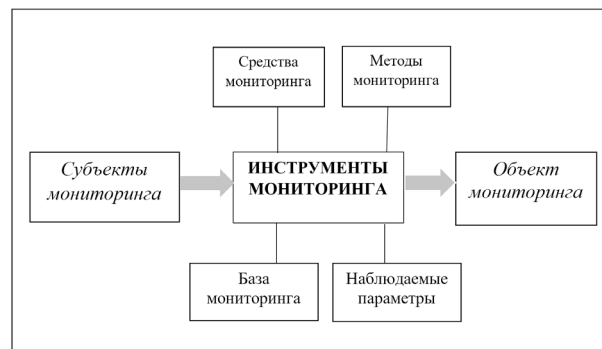 Средства
мониторинга
Методы
мониторинга
Субъекты
мониторинга
ИНСТРУМЕНТЫ
МОНИТОРИНГА
Объект
мониторинга
База
мониторинга
Наблюдаемые
параметры